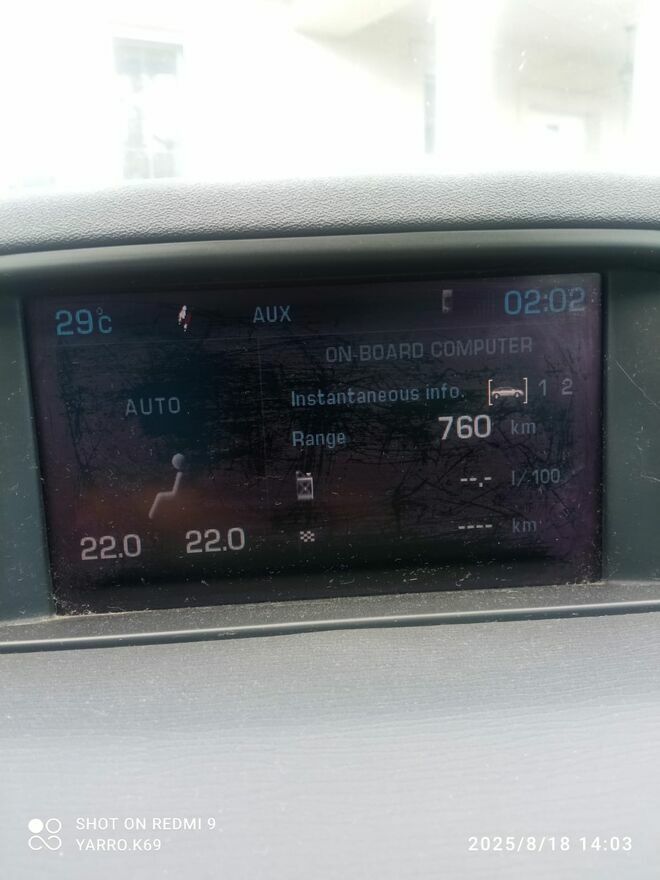 29°C AUX 02:02
ON-BOARD COMPUTER
AUTO
Instantaneous info. 1 2
Range 760 km
--.- l/100
---- km
22.0 22.0
SHOT ON REDMI 9
YARRO.K69
2025/8/18 14:03